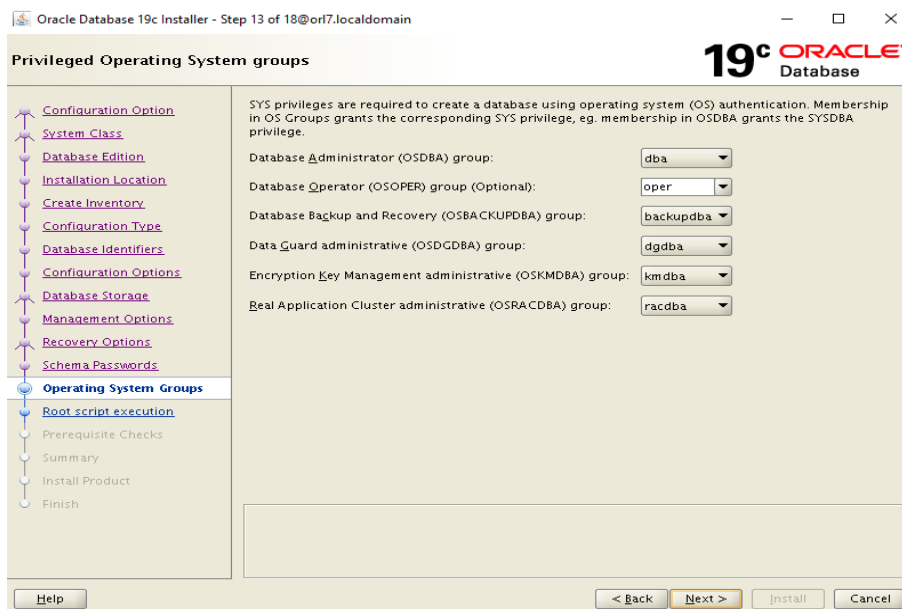 Oracle Database 19c Installer - Step 13 of 18@orl7.localdomain
Privileged Operating System groups
19c ORACLE
Database
Configuration Option
System Class
Database Edition
Installation Location
Create Inventory
Configuration Type
Database Identifiers
Configuration Options
Database Storage
Management Options
Recovery Options
Schema Passwords
Operating System Groups
Root script execution
Prerequisite Checks
Summary
Install Product
Finish
SYS privileges are required to create a database using operating system (OS) authentication. Membership
in OS Groups grants the corresponding SYS privilege, eg. membership in OSDBA grants the SYSDBA
privilege.
Database Administrator (OSDBA) group: dba
Database Operator (OSOPER) group (Optional): oper
Database Backup and Recovery (OSBACKUPDBA) group: backupdba
Data Guard administrative (OSDGDBA) group: dgdba
Encryption Key Management administrative (OSKMDBA) group: kmdba
Real Application Cluster administrative (OSRACDBA) group: racdba
Help < Back Next > Install Cancel